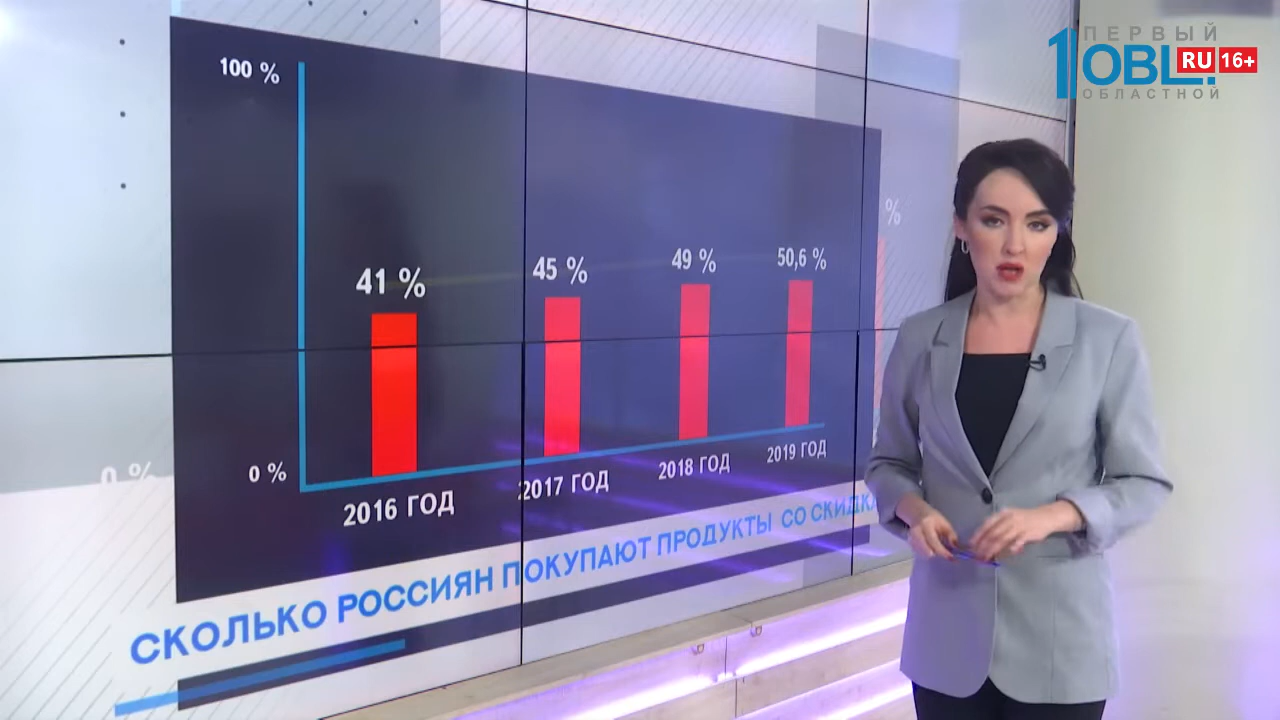 ПЕРВЫЙ
1OBL.
RU 16+
ОБЛАСТНОЙ
100 %
41 %
45 %
49 %
50,6 %
%
0 %
0 %
2016 ГОД
2017 ГОД
2018 ГОД
2019 ГОД
СКОЛЬКО РОССИЯН ПОКУПАЮТ ПРОДУКТЫ СО